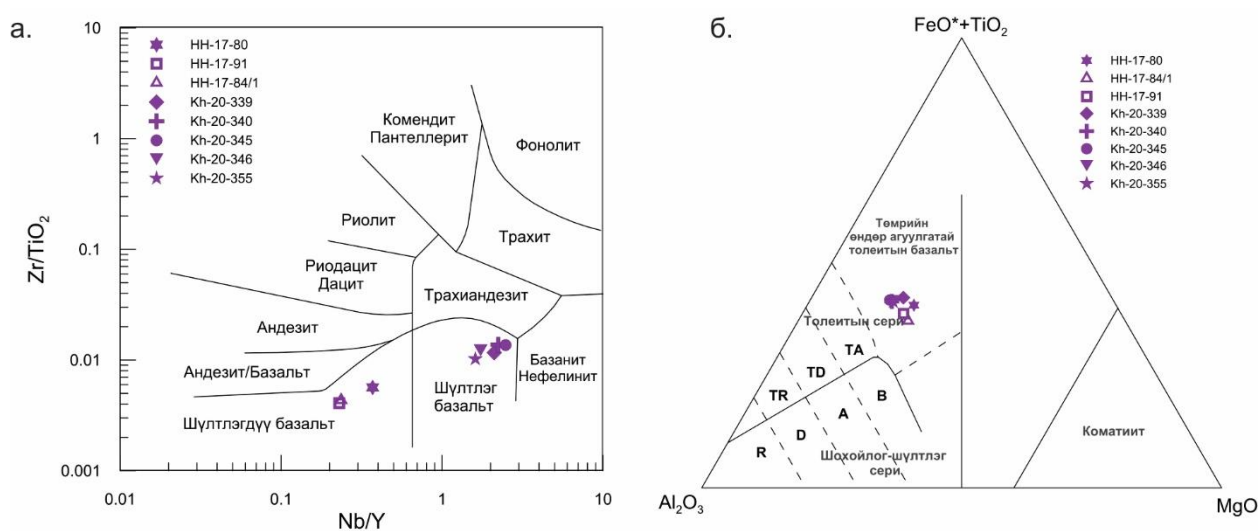 а.
10
1
0.1
0.01
0.001
Zr/TiO2
HH-17-80
HH-17-91
HH-17-84/1
Kh-20-339
Kh-20-340
Kh-20-345
Kh-20-346
Kh-20-355
Комендит
Пантеллерит
Фонолит
Риолит
Трахит
Риодацит
Дацит
Трахиандезит
Андезит
Андезит/Базальт
Шүлтлэг
базальт
Базанит
Нефелинит
Шүлтлэгдүү базальт
0.01
0.1
1
10
Nb/Y
б.
FeO*+TiO2
HH-17-80
HH-17-84/1
HH-17-91
Kh-20-339
Kh-20-340
Kh-20-345
Kh-20-346
Kh-20-355
Төмрийн
өндөр агуулгатай
толеитын базальт
Толеитын сери
TA
TD
TR
B
A
D
R
Шохойлог-шүлтлэг
сери
Коматиит
Al2O3
MgO